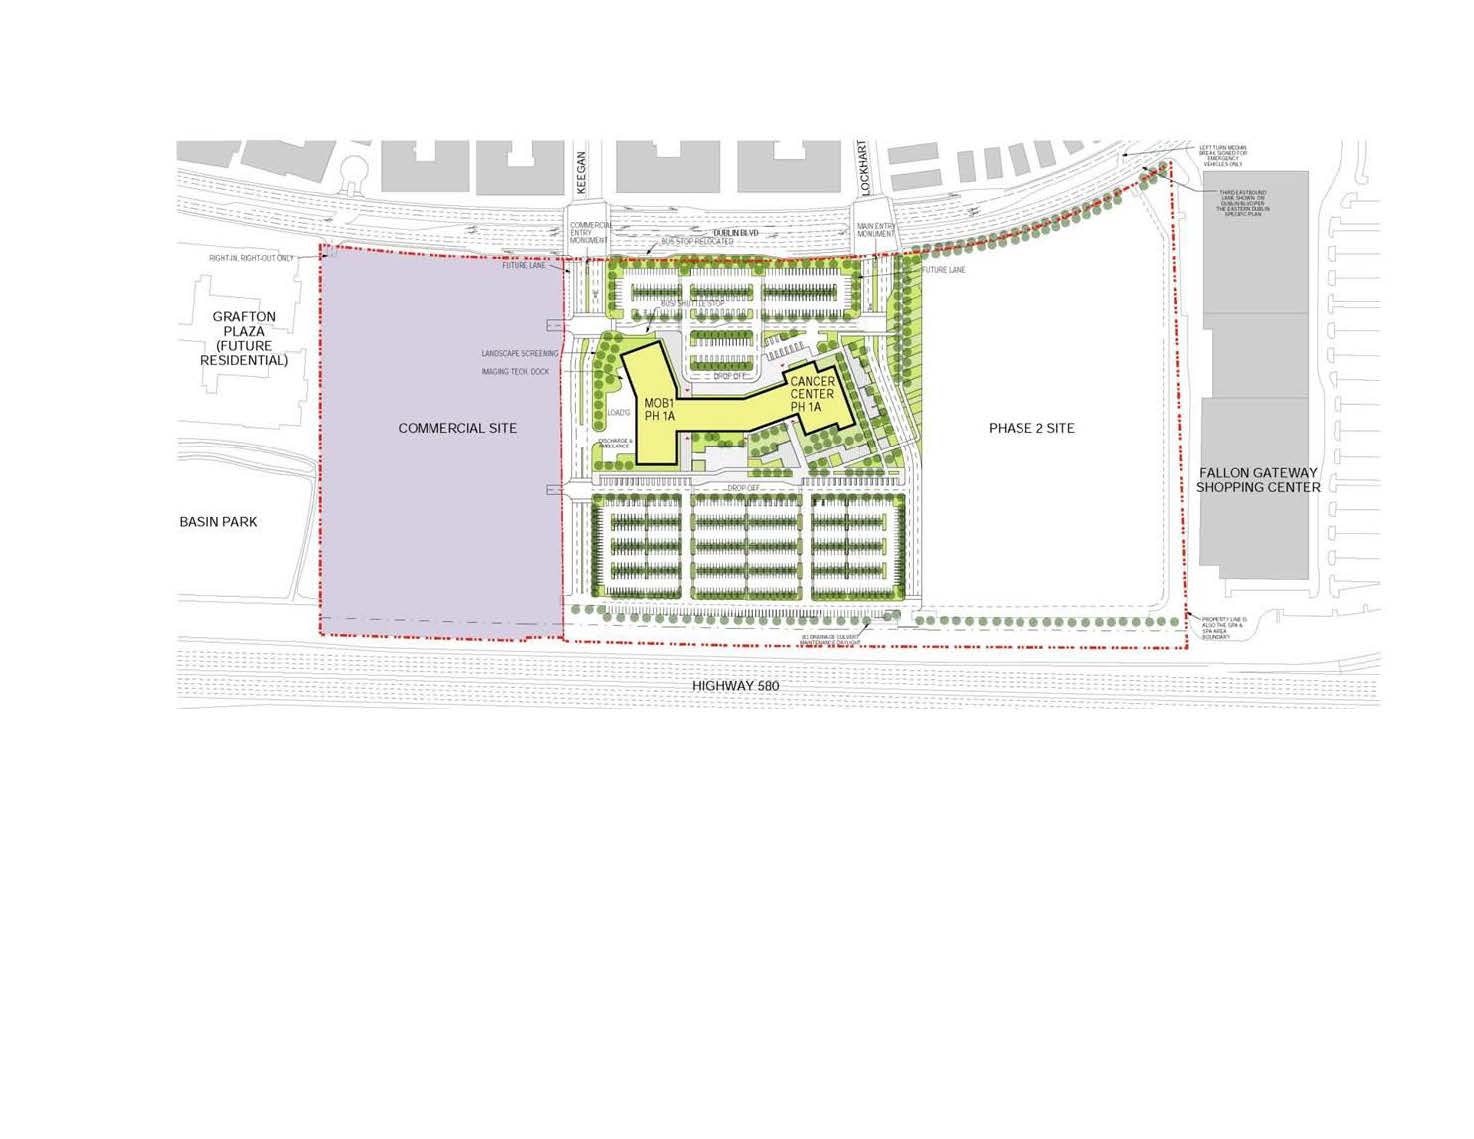 KEEGAN
LOCKHART
LEFT TURN MEDIAN
BREAK SIGNED FOR
EMERGENCY
VEHICLES ONLY
THIRD EASTBOUND
LANE SHOWN ON
DUBLIN BLVD PER
THE EASTERN DUBLIN
SPECIFIC PLAN
COMMERCIAL
ENTRY
MONUMENT
DUBLIN BLVD
BUS STOP RELOCATED
MAIN ENTRY
MONUMENT
RIGHT-IN, RIGHT-OUT ONLY
FUTURE LANE
FUTURE LANE
BUS/ SHUTTLE STOP
GRAFTON
PLAZA
(FUTURE
RESIDENTIAL)
LANDSCAPE SCREENING
IMAGING TECH. DOCK
DROP OFF
CANCER
CENTER
PH 1A
MOB1
PH 1A
LOAD'G
COMMERCIAL SITE
PHASE 2 SITE
DISCHARGE &
AMBULANCE
FALLON GATEWAY
SHOPPING CENTER
DROP OFF
BASIN PARK
PROPERTY LINE IS
ALSO THE SPA &
SPA AREA
BOUNDARY
(E) DRAINAGE CULVERT
MAINTENANCE
HIGHWAY 580